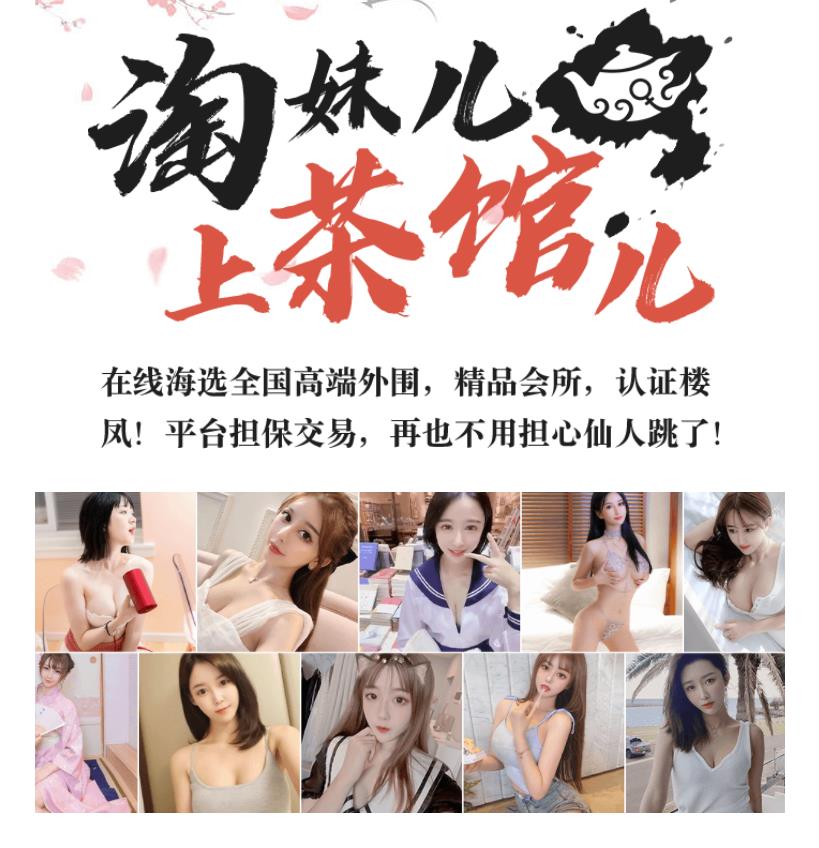 淘妹儿
上茶馆儿
在线海选全国高端外围，精品会所，认证楼
凤！平台担保交易，再也不用担心仙人跳了！